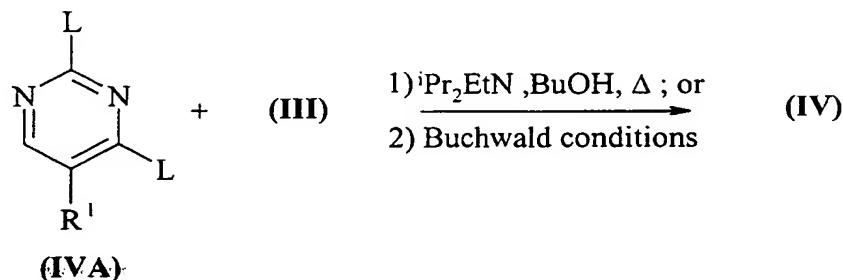 L
N
N
L
R¹
(IVA)
+
(III)
1) ⁱPr₂EtN ,BuOH, Δ ; or
2) Buchwald conditions
(IV)